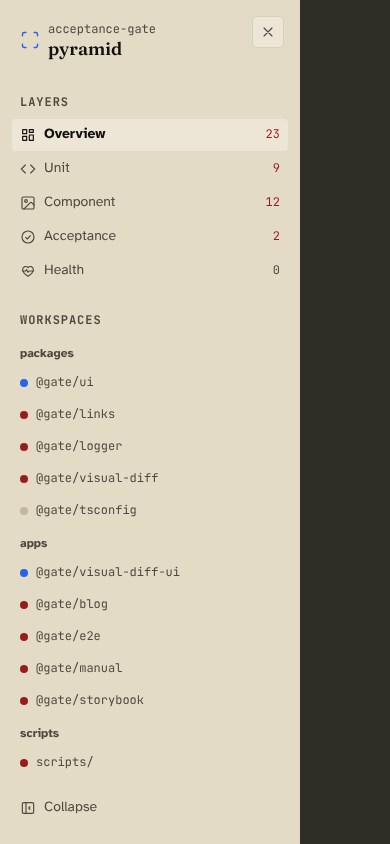 acceptance-gate
pyramid
LAYERS
Overview 23
Unit 9
Component 12
Acceptance 2
Health 0
WORKSPACES
packages
@gate/ui
@gate/links
@gate/logger
@gate/visual-diff
@gate/tsconfig
apps
@gate/visual-diff-ui
@gate/blog
@gate/e2e
@gate/manual
@gate/storybook
scripts
scripts/
Collapse